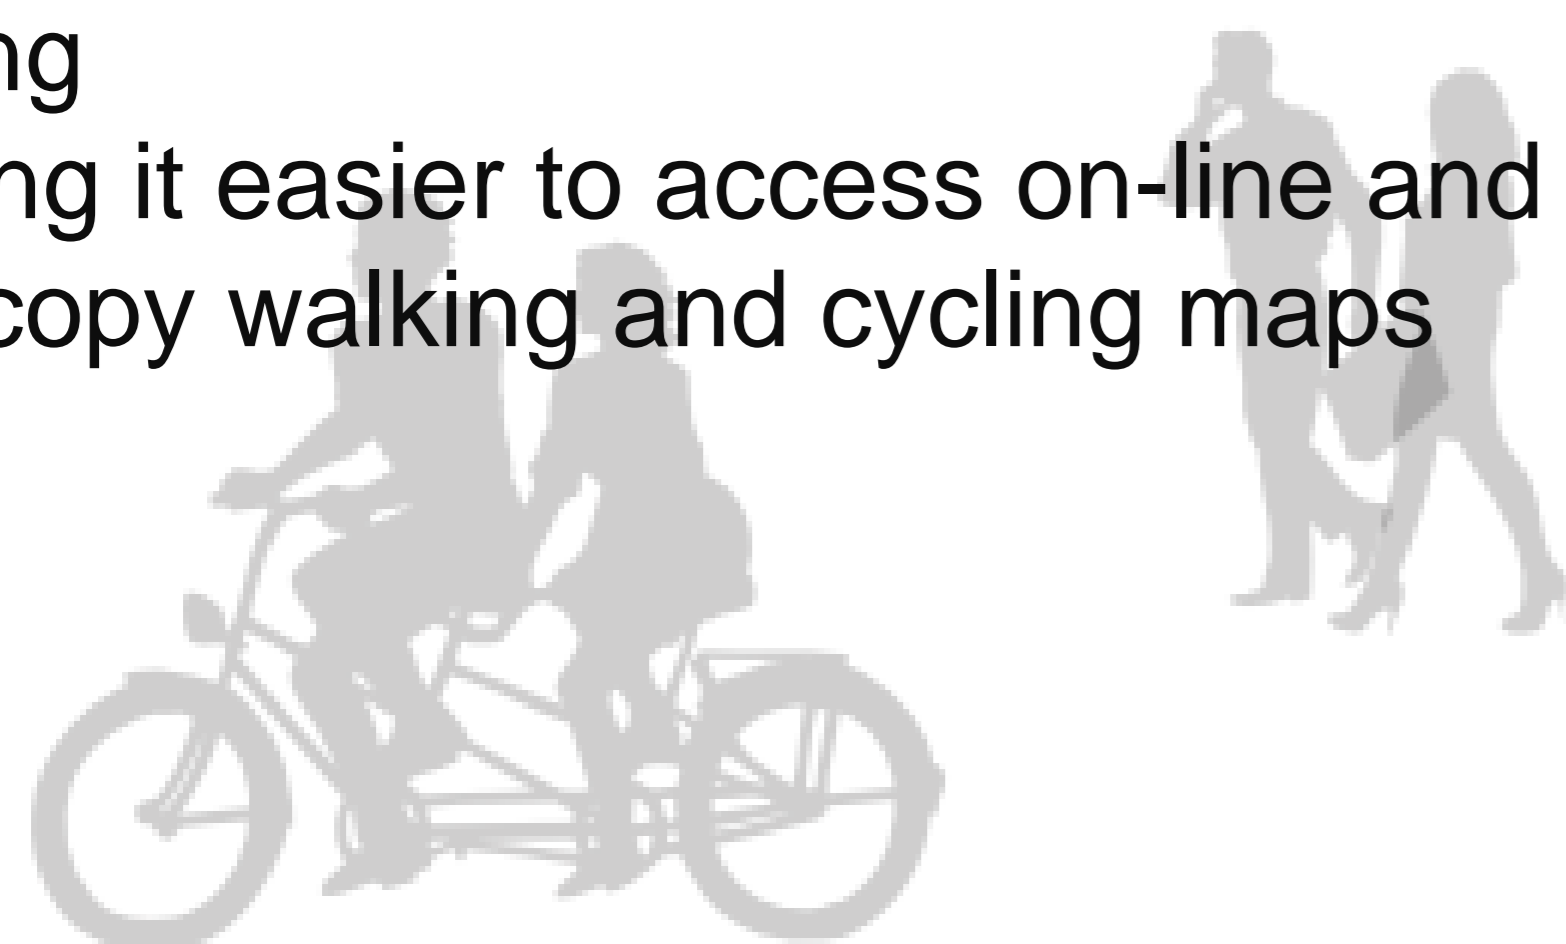 ng
ng it easier to access on-line and
copy walking and cycling maps